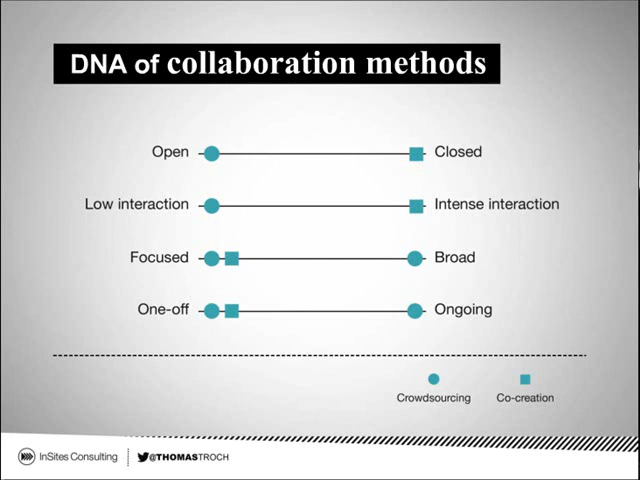 DNA of collaboration methods
Open Closed
Low interaction Intense interaction
Focused Broad
One-off Ongoing
Crowdsourcing Co-creation
InSites Consulting @THOMASTROCH